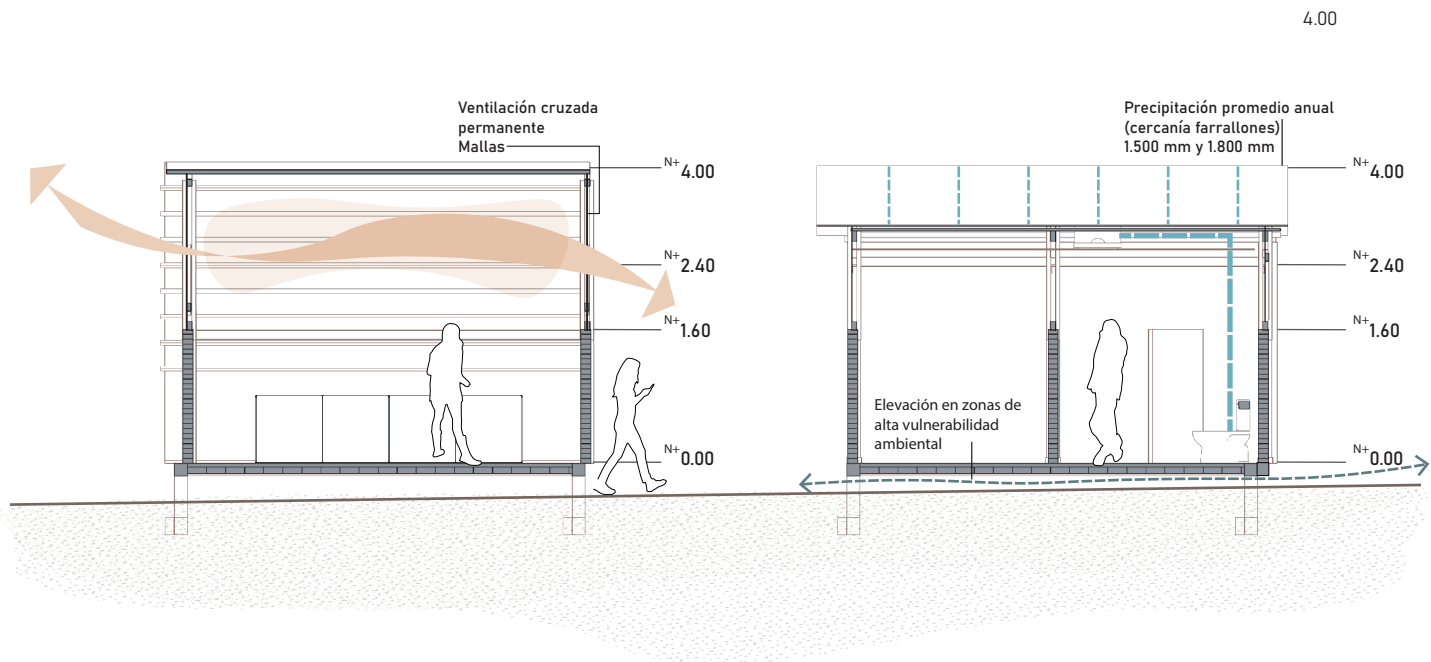 4.00
Ventilación cruzada
permanente
Mallas
N+ 4.00
N+ 2.40
N+ 1.60
N+ 0.00
Precipitación promedio anual
(cercanía farrallones)
1.500 mm y 1.800 mm
N+ 4.00
N+ 2.40
N+ 1.60
Elevación en zonas de
alta vulnerabilidad
ambiental
N+ 0.00